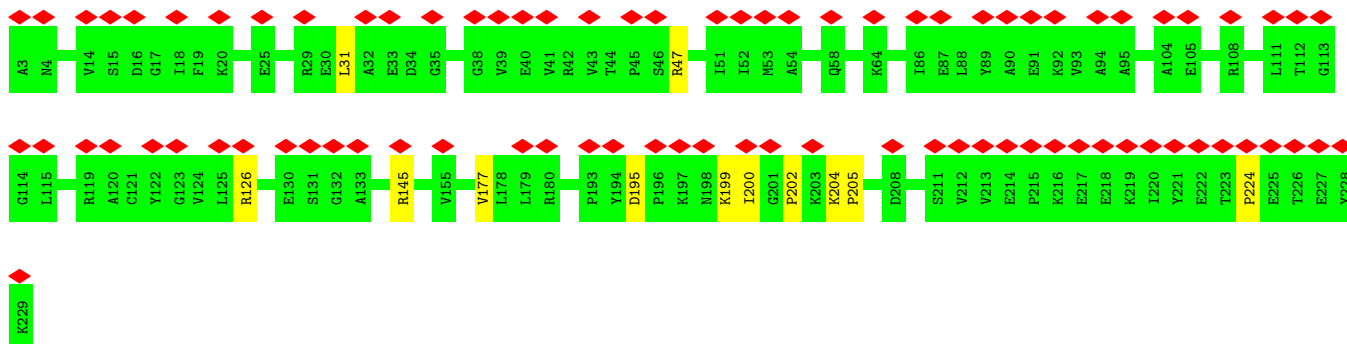 A3 N4 V14 S15 D16 G17 I18 F19 K20 E25 R29 E30 L31 A32 E33 D34 G35 G38 V39 E40 V41 R42 V43 T44 P45 S46 R47 I51 I52 M53 A54 Q58 K64 I86 E87 L88 Y89 A90 E91 K92 V93 A94 A95 A104 E105 R108 L111 T112 G113
G114 L115 R119 A120 C121 Y122 G123 V124 L125 R126 E130 S131 G132 A133 R145 V155 V177 L178 L179 R180 P193 Y194 D195 P196 K197 N198 K199 I200 G201 P202 K203 K204 P205 D208 S211 V212 V213 E214 P215 K216 E217 E218 K219 I220 Y221 E222 T223 P224 E225 T226 E227 Y228
K229